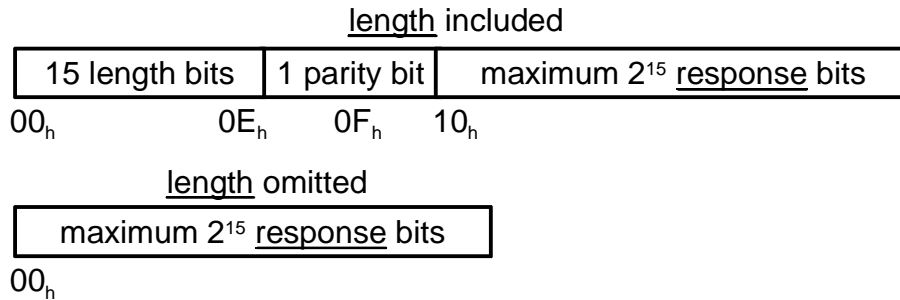 length included
15 length bits 1 parity bit maximum 2¹⁵ response bits
00ₕ 0Eₕ 0Fₕ 10ₕ
length omitted
maximum 2¹⁵ response bits
00ₕ